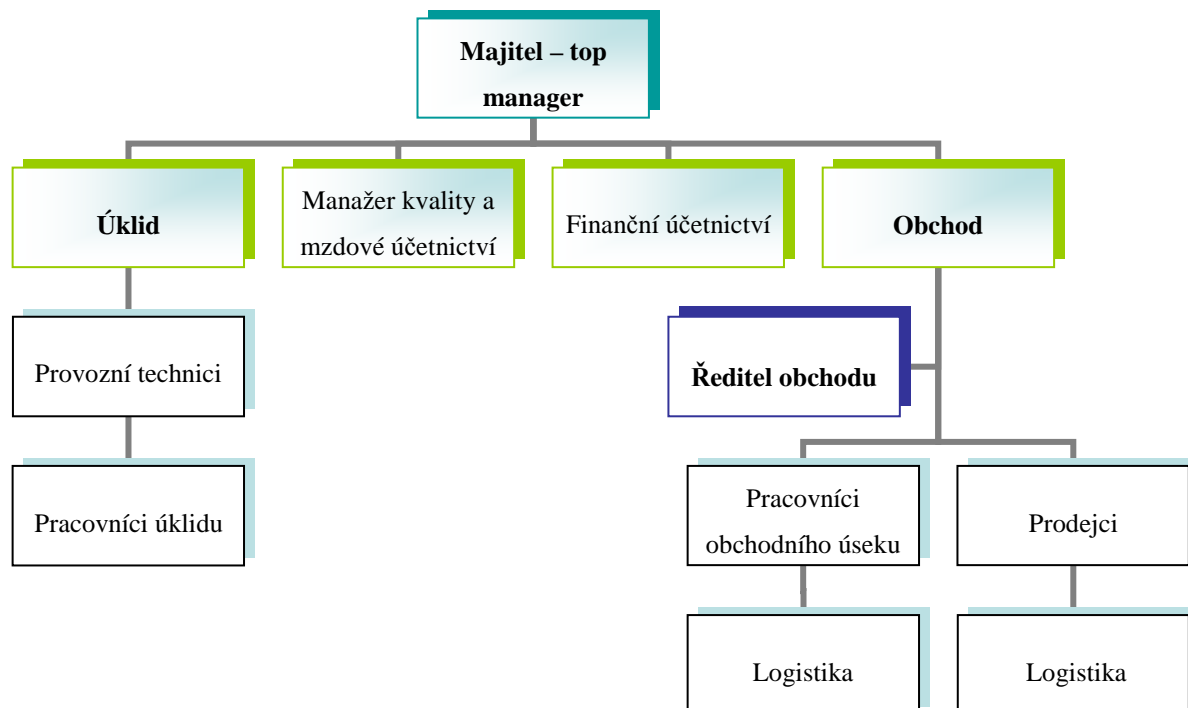 Majitel – top
manager
Úklid
Manažer kvality a
mzdové účetnictví
Finanční účetnictví
Obchod
Provozní technici
Ředitel obchodu
Pracovníci úklidu
Pracovníci
obchodního úseku
Prodejci
Logistika
Logistika